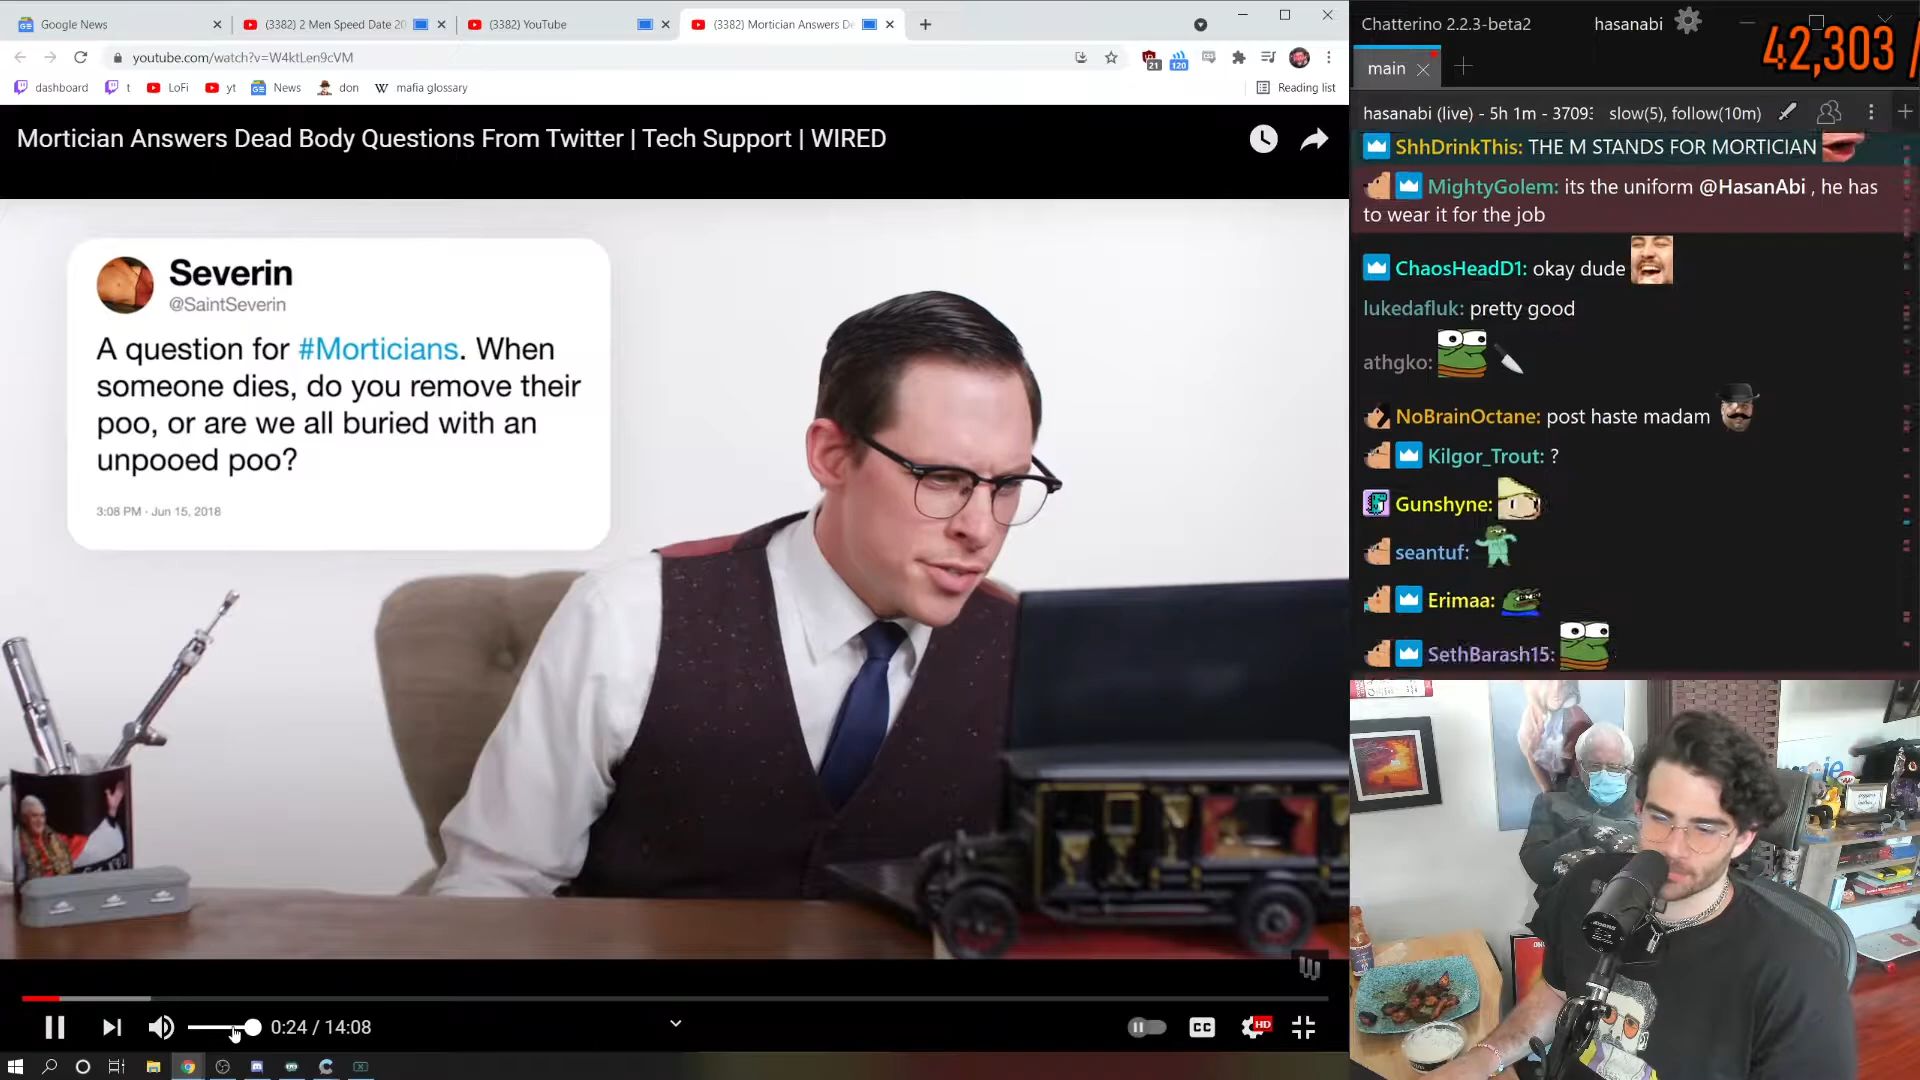 Google News
(3382) 2 Men Speed Date 20
(3382) YouTube
(3382) Mortician Answers De
youtube.com/watch?v=W4ktLen9cVM
21
120
dashboard
t
LoFi
yt
News
don
W
mafia glossary
Reading list
Mortician Answers Dead Body Questions From Twitter | Tech Support | WIRED
Severin
@SaintSeverin
A question for #Morticians. When
someone dies, do you remove their
poo, or are we all buried with an
unpooed poo?
3:08 PM · Jun 15, 2018
0:24 / 14:08
CC
HD
Chatterino 2.2.3-beta2
hasanabi
42,303 /
main
hasanabi (live) - 5h 1m - 3709
slow(5), follow(10m)
ShhDrinkThis: THE M STANDS FOR MORTICIAN
MightyGolem: its the uniform @HasanAbi , he has
to wear it for the job
ChaosHeadD1: okay dude
lukedafluk: pretty good
athgko:
NoBrainOctane: post haste madam
Kilgor_Trout: ?
Gunshyne:
seantuf:
Erimaa:
SethBarash15: